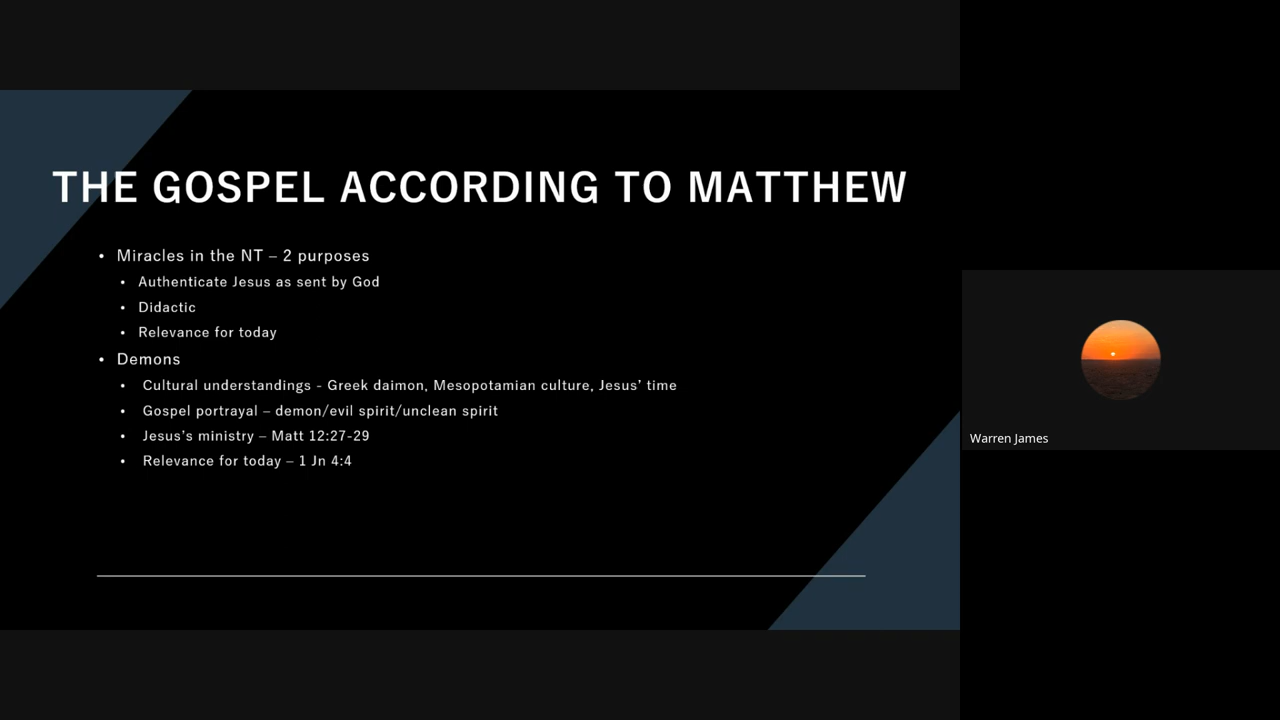 THE GOSPEL ACCORDING TO MATTHEW
• Miracles in the NT – 2 purposes
• Authenticate Jesus as sent by God
• Didactic
• Relevance for today
• Demons
• Cultural understandings - Greek daimon, Mesopotamian culture, Jesus’ time
• Gospel portrayal – demon/evil spirit/unclean spirit
• Jesus’s ministry – Matt 12:27-29
• Relevance for today – 1 Jn 4:4
Warren James